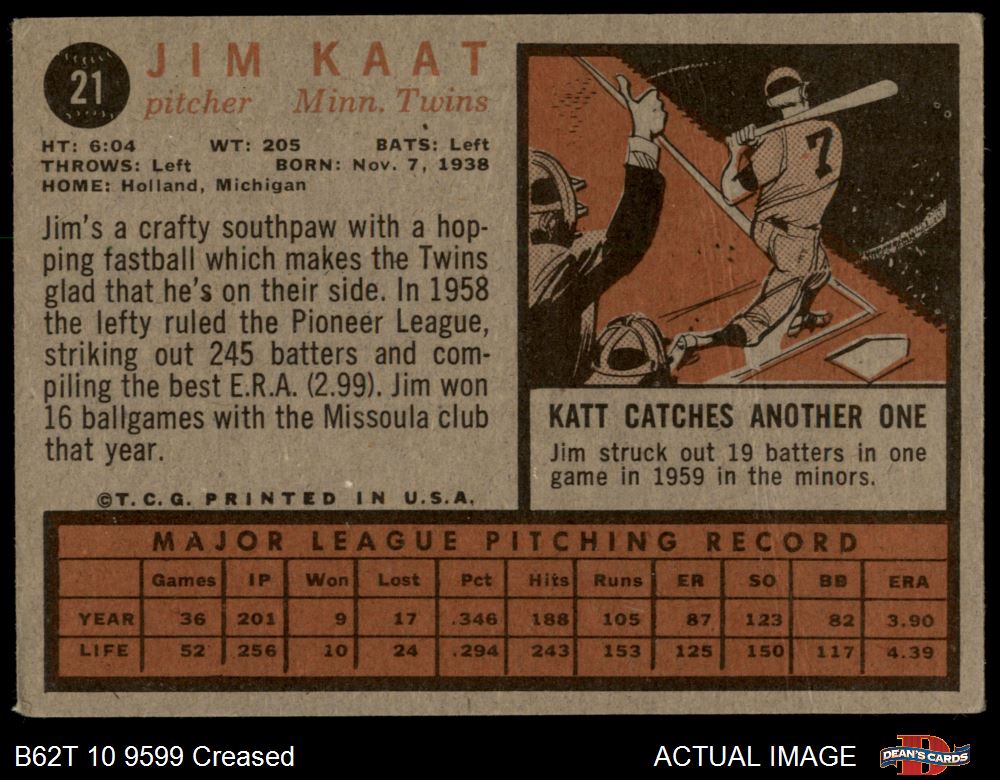 21
JIM KAAT
pitcher Minn. Twins
HT: 6:04 WT: 205 BATS: Left
THROWS: Left BORN: Nov. 7, 1938
HOME: Holland, Michigan
Jim's a crafty southpaw with a hop-
ping fastball which makes the Twins
glad that he's on their side. In 1958
the lefty ruled the Pioneer League,
striking out 245 batters and com-
piling the best E.R.A. (2.99). Jim won
16 ballgames with the Missoula club
that year.
©T.C.G. PRINTED IN U.S.A.
7
KATT CATCHES ANOTHER ONE
Jim struck out 19 batters in one
game in 1959 in the minors.
MAJOR LEAGUE PITCHING RECORD
Games IP Won Lost Pct Hits Runs ER SO BB ERA
YEAR 36 201 9 17 .346 188 105 87 123 82 3.90
LIFE 52 256 10 24 .294 243 153 125 150 117 4.39
B62T 10 9599 Creased
ACTUAL IMAGE
D
DEAN'S CARDS